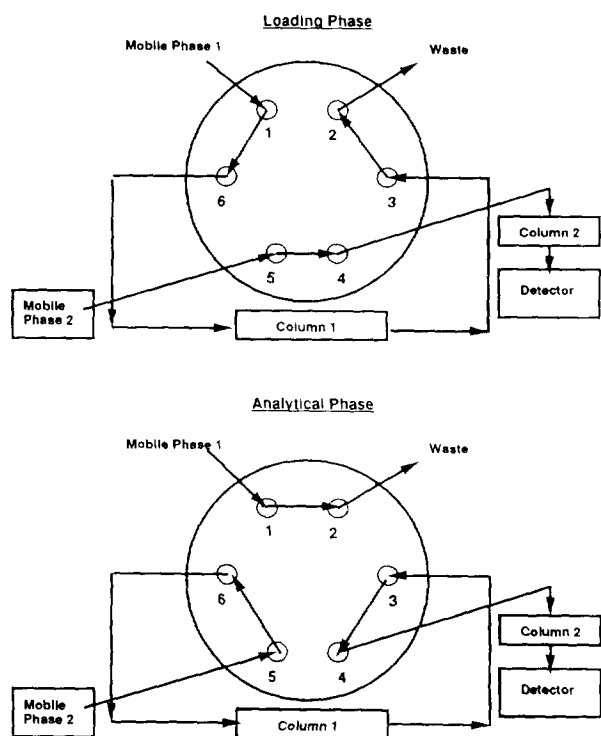 Loading Phase
Mobile Phase 1
Waste
1
2
6
3
5
4
Column 2
Detector
Mobile
Phase 2
Column 1
Analytical Phase
Mobile Phase 1
Waste
1
2
6
3
5
4
Column 2
Detector
Mobile
Phase 2
Column 1